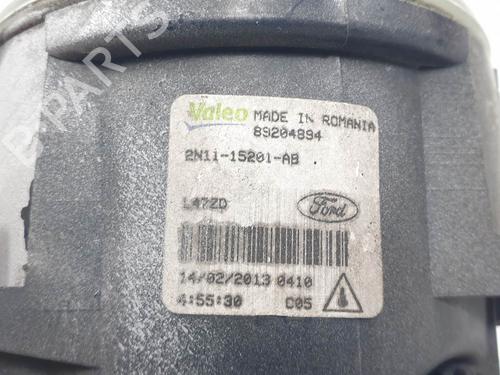 B-PARTS
Valeo MADE IN ROMANIA
89204894
2N11-15201-AB
L47ZD
Ford
14/02/2013 0410
4:55:30 C05